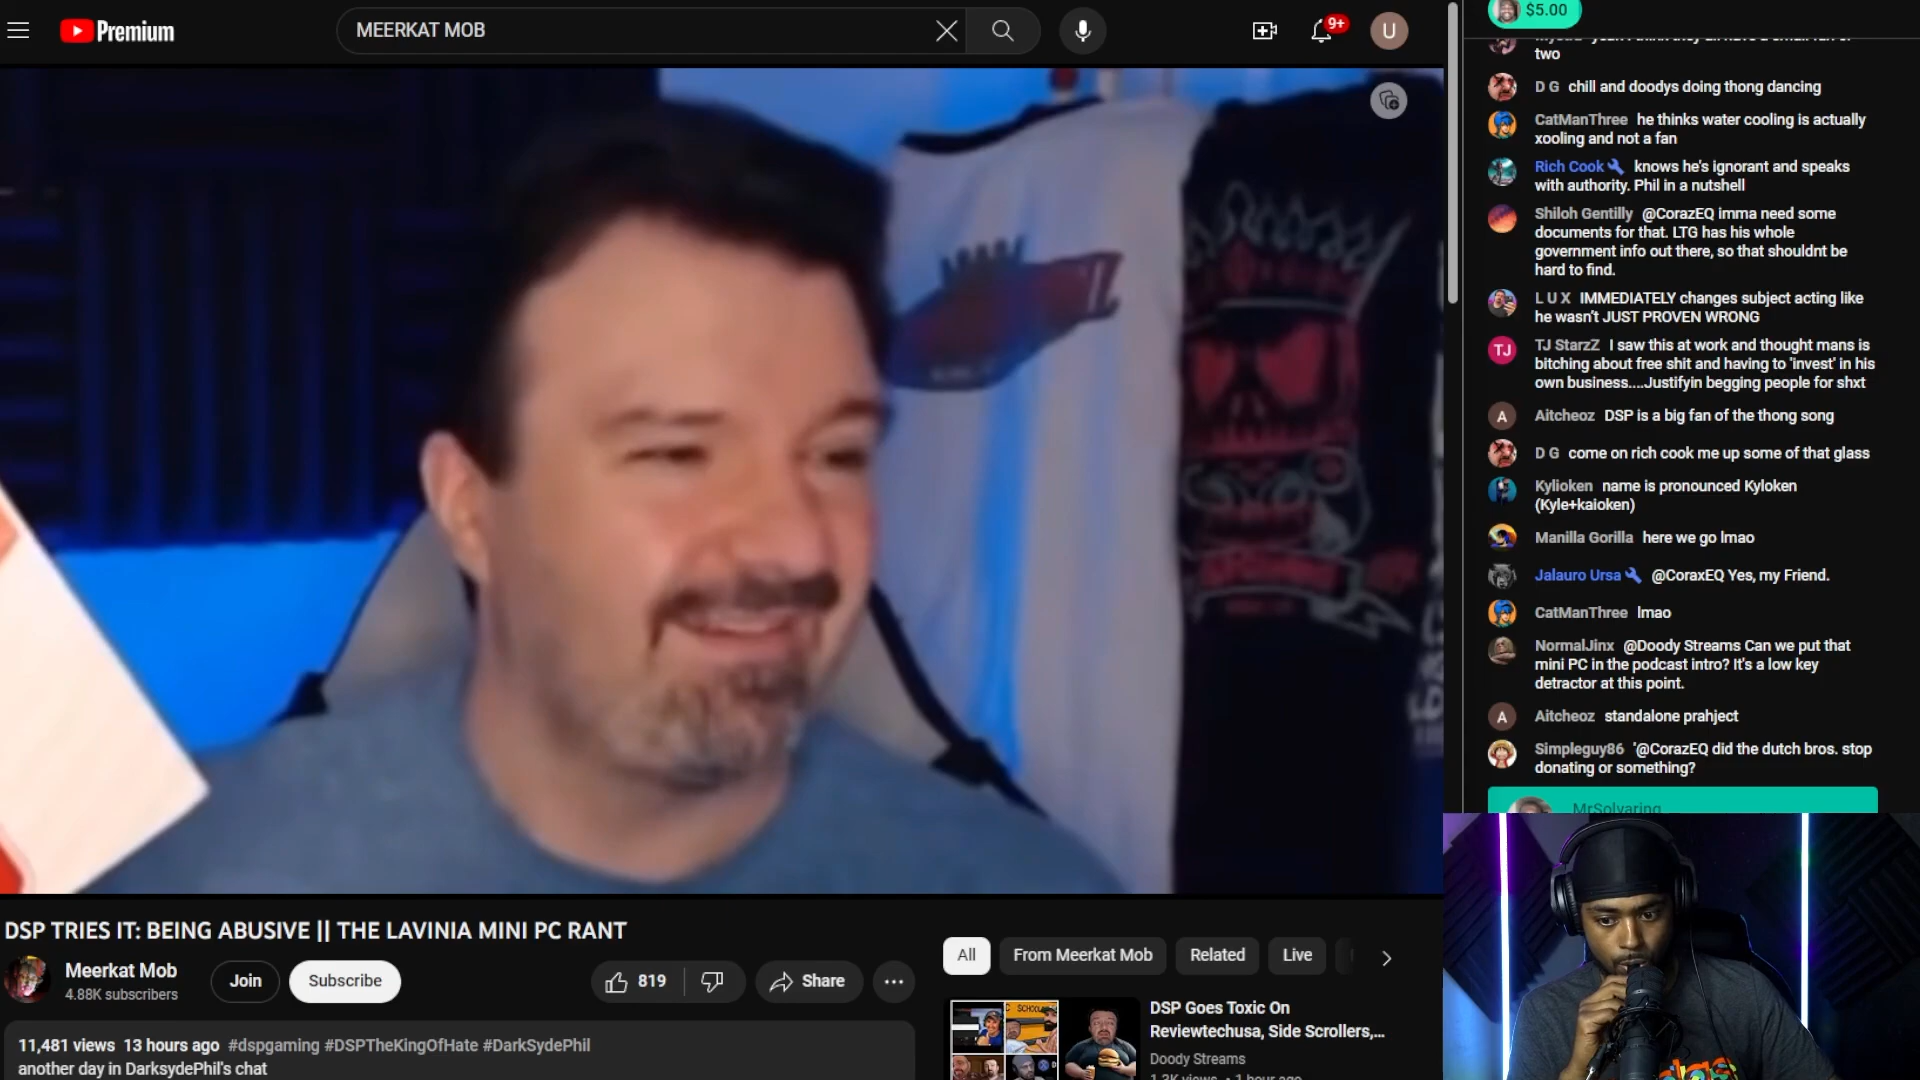 Premium
MEERKAT MOB
9+
U
$5.00
two
D G chill and doodys doing thong dancing
CatManThree he thinks water cooling is actually
xooling and not a fan
Rich Cook knows he's ignorant and speaks
with authority. Phil in a nutshell
Shiloh Gentilly @CorazEQ imma need some
documents for that. LTG has his whole
government info out there, so that shouldnt be
hard to find.
L U X IMMEDIATELY changes subject acting like
he wasn't JUST PROVEN WRONG
TJ
TJ StarzZ I saw this at work and thought mans is
bitching about free shit and having to 'invest' in his
own business....Justifyin begging people for shxt
A
Aitcheoz DSP is a big fan of the thong song
D G come on rich cook me up some of that glass
Kylioken name is pronounced Kyloken
(Kyle+kaioken)
Manilla Gorilla here we go lmao
Jalauro Ursa @CoraxEQ Yes, my Friend.
CatManThree lmao
NormalJinx @Doody Streams Can we put that
mini PC in the podcast intro? It's a low key
detractor at this point.
A
Aitcheoz standalone prahject
Simpleguy86 '@CorazEQ did the dutch bros. stop
donating or something?
MrSolvaring
DSP TRIES IT: BEING ABUSIVE || THE LAVINIA MINI PC RANT
Meerkat Mob
4.88K subscribers
Join
Subscribe
819
Share
11,481 views 13 hours ago #dspgaming #DSPTheKingOfHate #DarkSydePhil
another day in DarksydePhil's chat
All
From Meerkat Mob
Related
Live
DSP Goes Toxic On
Reviewtechusa, Side Scrollers,...
Doody Streams
1.3K views • 1 hour ago